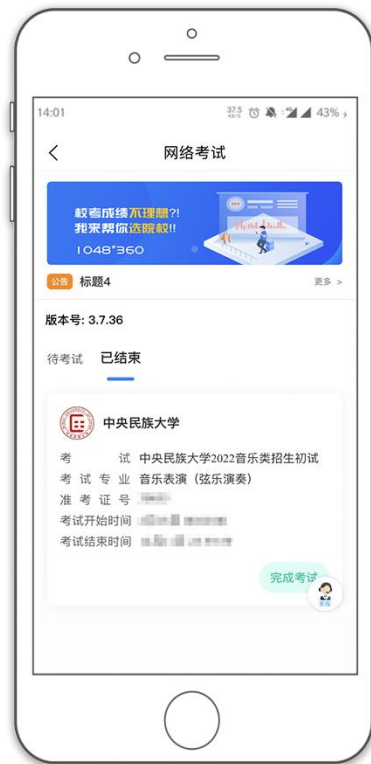 14:01
37.5
KB/S
4G
43%
网络考试
校考成绩不理想?!
我来帮你选院校!!
1048*360
公告 标题4 更多 >
版本号: 3.7.36
待考试 已结束
中央民族大学
考试 中央民族大学2022音乐类招生初试
考试专业 音乐表演（弦乐演奏）
准考证号
考试开始时间
考试结束时间
完成考试
客服